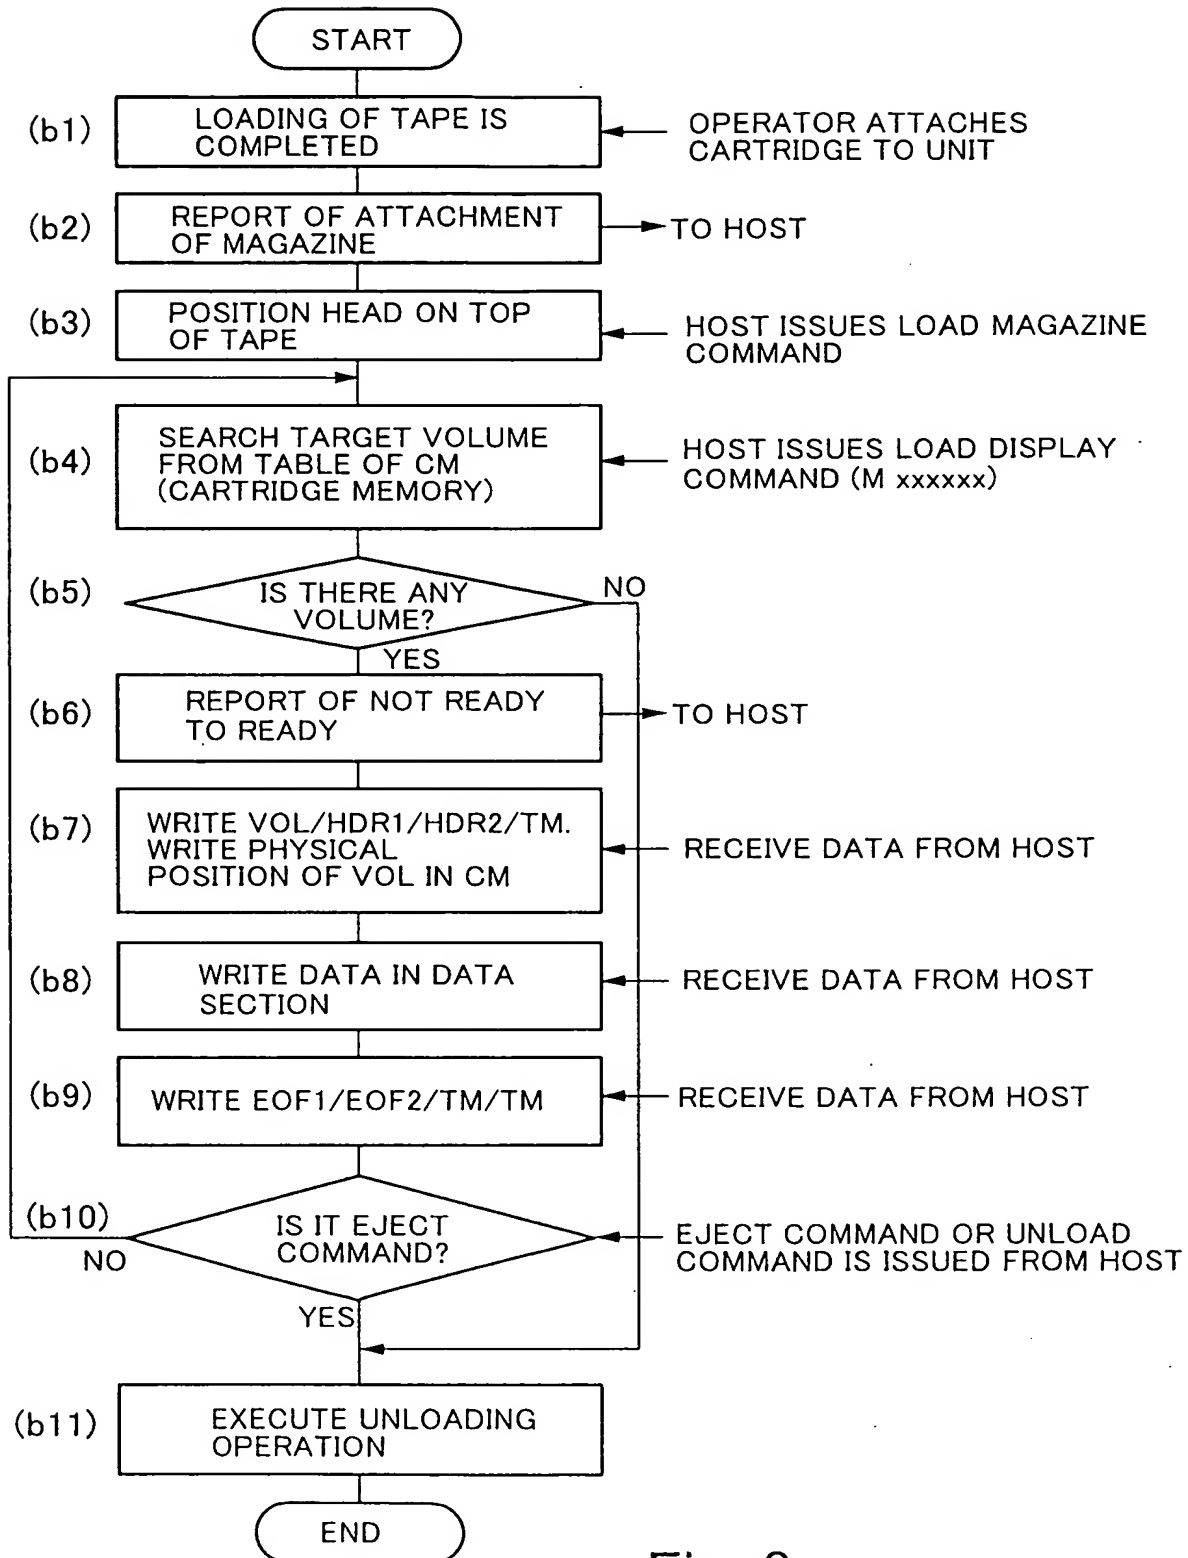 START
(b1)
LOADING OF TAPE IS
COMPLETED
OPERATOR ATTACHES
CARTRIDGE TO UNIT
(b2)
REPORT OF ATTACHMENT
OF MAGAZINE
TO HOST
(b3)
POSITION HEAD ON TOP
OF TAPE
HOST ISSUES LOAD MAGAZINE
COMMAND
(b4)
SEARCH TARGET VOLUME
FROM TABLE OF CM
(CARTRIDGE MEMORY)
HOST ISSUES LOAD DISPLAY
COMMAND (M xxxxxx)
(b5)
IS THERE ANY
VOLUME?
NO
YES
(b6)
REPORT OF NOT READY
TO READY
TO HOST
(b7)
WRITE VOL/HDR1/HDR2/TM.
WRITE PHYSICAL
POSITION OF VOL IN CM
RECEIVE DATA FROM HOST
(b8)
WRITE DATA IN DATA
SECTION
RECEIVE DATA FROM HOST
(b9)
WRITE EOF1/EOF2/TM/TM
RECEIVE DATA FROM HOST
(b10)
NO
IS IT EJECT
COMMAND?
EJECT COMMAND OR UNLOAD
COMMAND IS ISSUED FROM HOST
YES
(b11)
EXECUTE UNLOADING
OPERATION
END